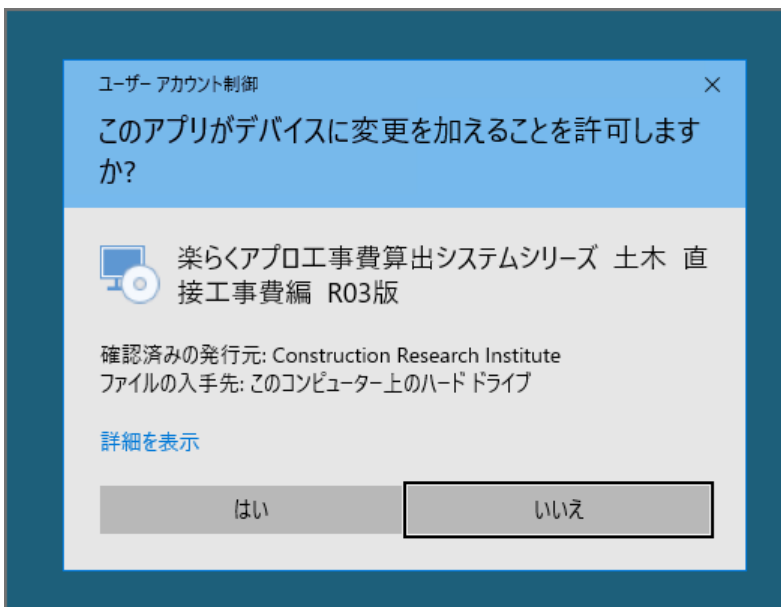 ユーザー アカウント制御
このアプリがデバイスに変更を加えることを許可します
か?
楽らくアプロ工事費算出システムシリーズ 土木 直
接工事費編 R03版
確認済みの発行元: Construction Research Institute
ファイルの入手先: このコンピューター上のハード ドライブ
詳細を表示
はい
いいえ